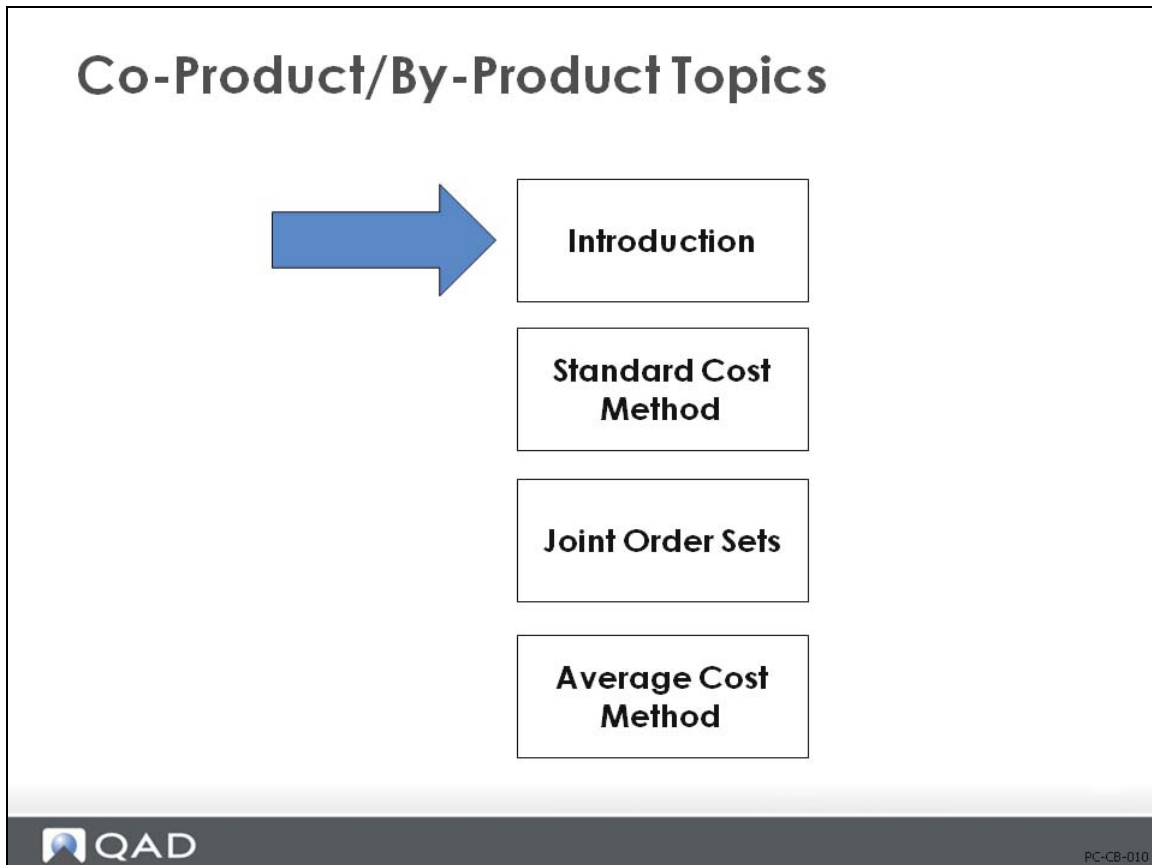 Co-Product/By-Product Topics
Introduction
Standard Cost
Method
Joint Order Sets
Average Cost
Method
QAD
PC-CB-010